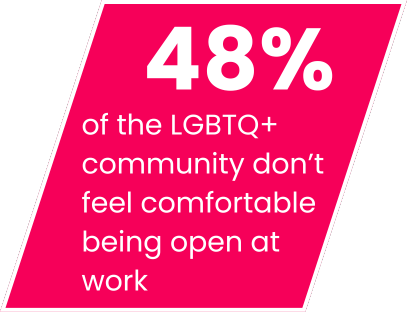 48%
of the LGBTQ+
community don’t
feel comfortable
being open at
work